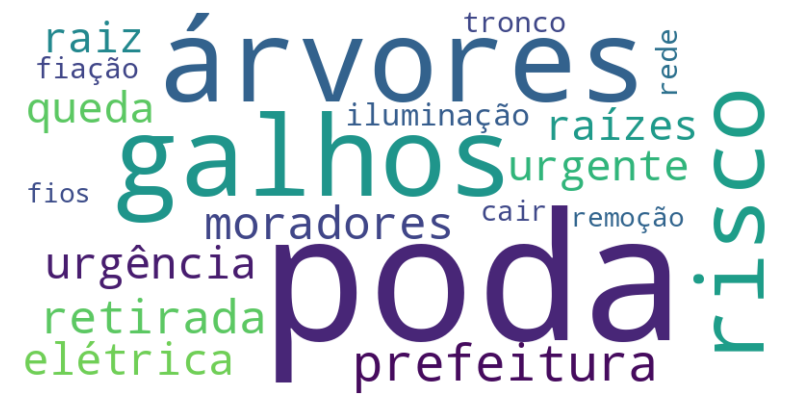 tronco
raiz
árvores
rede
fiação
queda
iluminação
galhos
raízes
risco
urgente
fios
moradores
cair
remoção
poda
urgência
retirada
elétrica
prefeitura